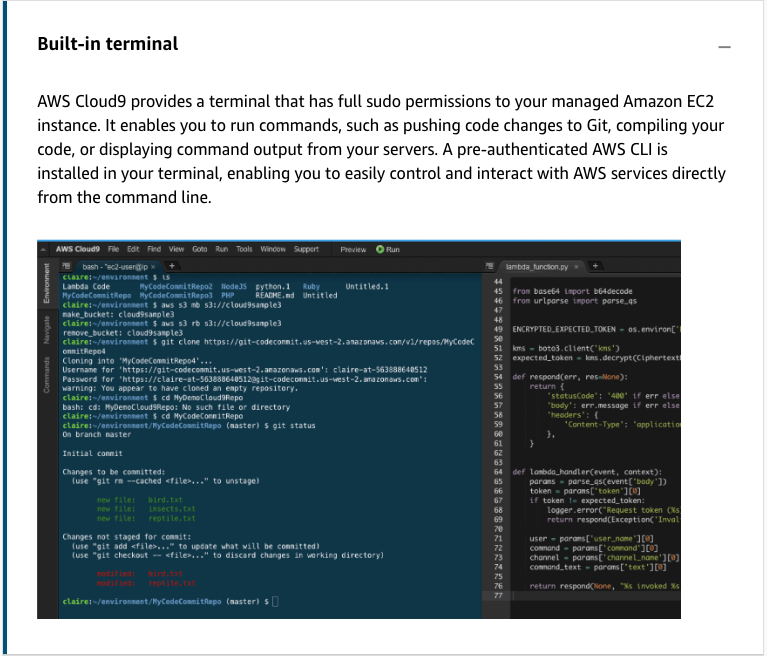 Built-in terminal
AWS Cloud9 provides a terminal that has full sudo permissions to your managed Amazon EC2
instance. It enables you to run commands, such as pushing code changes to Git, compiling your
code, or displaying command output from your servers. A pre-authenticated AWS CLI is
installed in your terminal, enabling you to easily control and interact with AWS services directly
from the command line.
AWS Cloud9 File Edit Find View Goto Run Tools Window Support Preview Run
Environment
Navigate
Commands
bash - "ec2-user@ip × +
claire:~/environment $ ls
Lambda Code MyCodeCommitRepo2 NodeJS python.1 Ruby Untitled.1
MyCodeCommitRepo MyCodeCommitRepo3 PHP README.md Untitled
claire:~/environment $ aws s3 mb s3://cloud9sample3
make_bucket: cloud9sample3
claire:~/environment $ aws s3 rb s3://cloud9sample3
remove_bucket: cloud9sample3
claire:~/environment $ git clone https://git-codecommit.us-west-2.amazonaws.com/v1/repos/MyCodeC
ommitRepo4
Cloning into 'MyCodeCommitRepo4'...
Username for 'https://git-codecommit.us-west-2.amazonaws.com': claire-at-563888640512
Password for 'https://claire-at-563888640512@git-codecommit.us-west-2.amazonaws.com':
warning: You appear to have cloned an empty repository.
claire:~/environment $ cd MyDemoCloud9Repo
bash: cd: MyDemoCloud9Repo: No such file or directory
claire:~/environment $ cd MyCodeCommitRepo
claire:~/environment/MyCodeCommitRepo (master) $ git status
On branch master
Initial commit
Changes to be committed:
(use "git rm --cached <file>..." to unstage)
new file: bird.txt
new file: insects.txt
new file: reptile.txt
Changes not staged for commit:
(use "git add <file>..." to update what will be committed)
(use "git checkout -- <file>..." to discard changes in working directory)
modified: bird.txt
modified: reptile.txt
claire:~/environment/MyCodeCommitRepo (master) $
lambda_function.py × +
44
45 from base64 import b64decode
46 from urlparse import parse_qs
47
48
49 ENCRYPTED_EXPECTED_TOKEN = os.environ['
50
51 kms = boto3.client('kms')
52 expected_token = kms.decrypt(Ciphertext
53
54 def respond(err, res=None):
55 return {
56 'statusCode': '400' if err else
57 'body': err.message if err else
58 'headers': {
59 'Content-Type': 'applicatio
60 },
61 }
62
63
64 def lambda_handler(event, context):
65 params = parse_qs(event['body'])
66 token = params['token'][0]
67 if token != expected_token:
68 logger.error("Request token (%s
69 return respond(Exception('Inval
70
71 user = params['user_name'][0]
72 command = params['command'][0]
73 channel = params['channel_name'][0]
74 command_text = params['text'][0]
75
76 return respond(None, "%s invoked %s
77